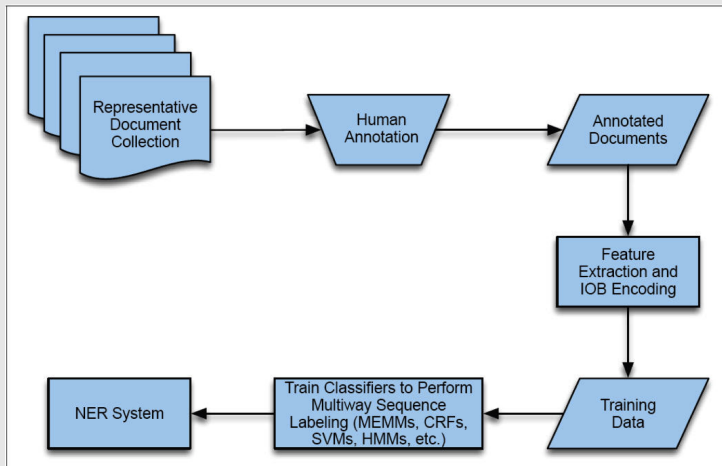 Representative
Document
Collection
Human
Annotation
Annotated
Documents
Feature
Extraction and
IOB Encoding
Training
Data
Train Classifiers to Perform
Multiway Sequence
Labeling (MEMMs, CRFs,
SVMs, HMMs, etc.)
NER System